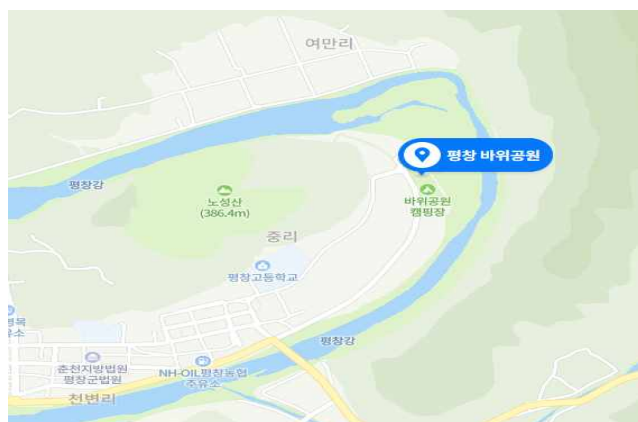 여만리
평창 바위공원
평창강
노성산
(386.4m)
바위공원
캠핑장
중리
평창고등학교
평창강
춘천지방법원
평창군법원
NH-OIL평창농협
주유소
천변리